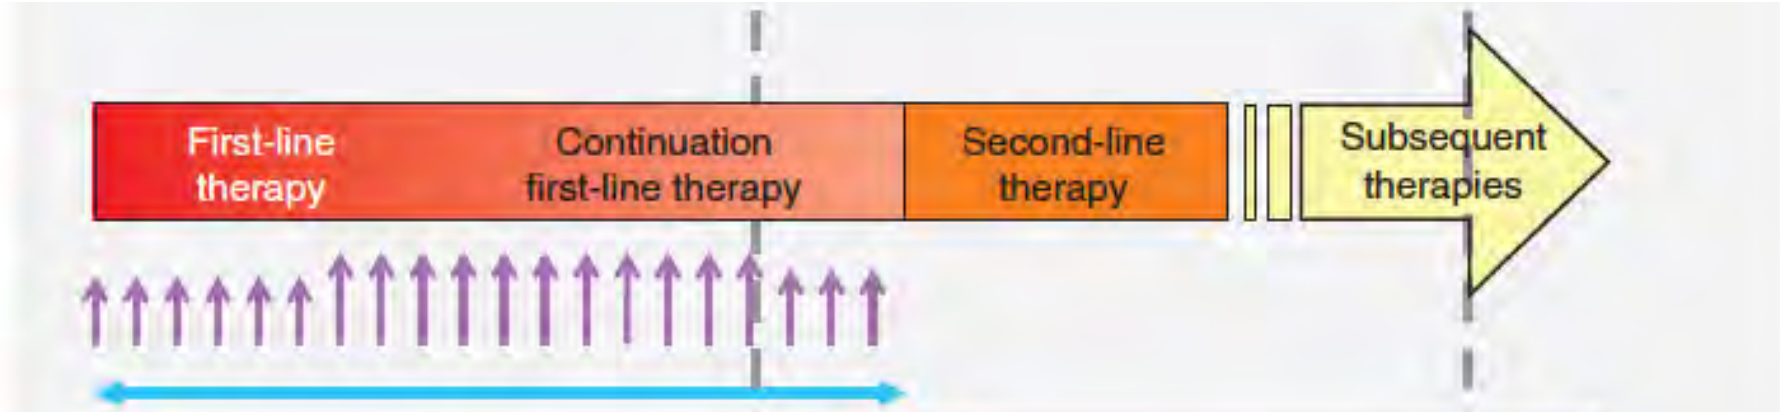 First-line
therapy
Continuation
first-line therapy
Second-line
therapy
Subsequent
therapies